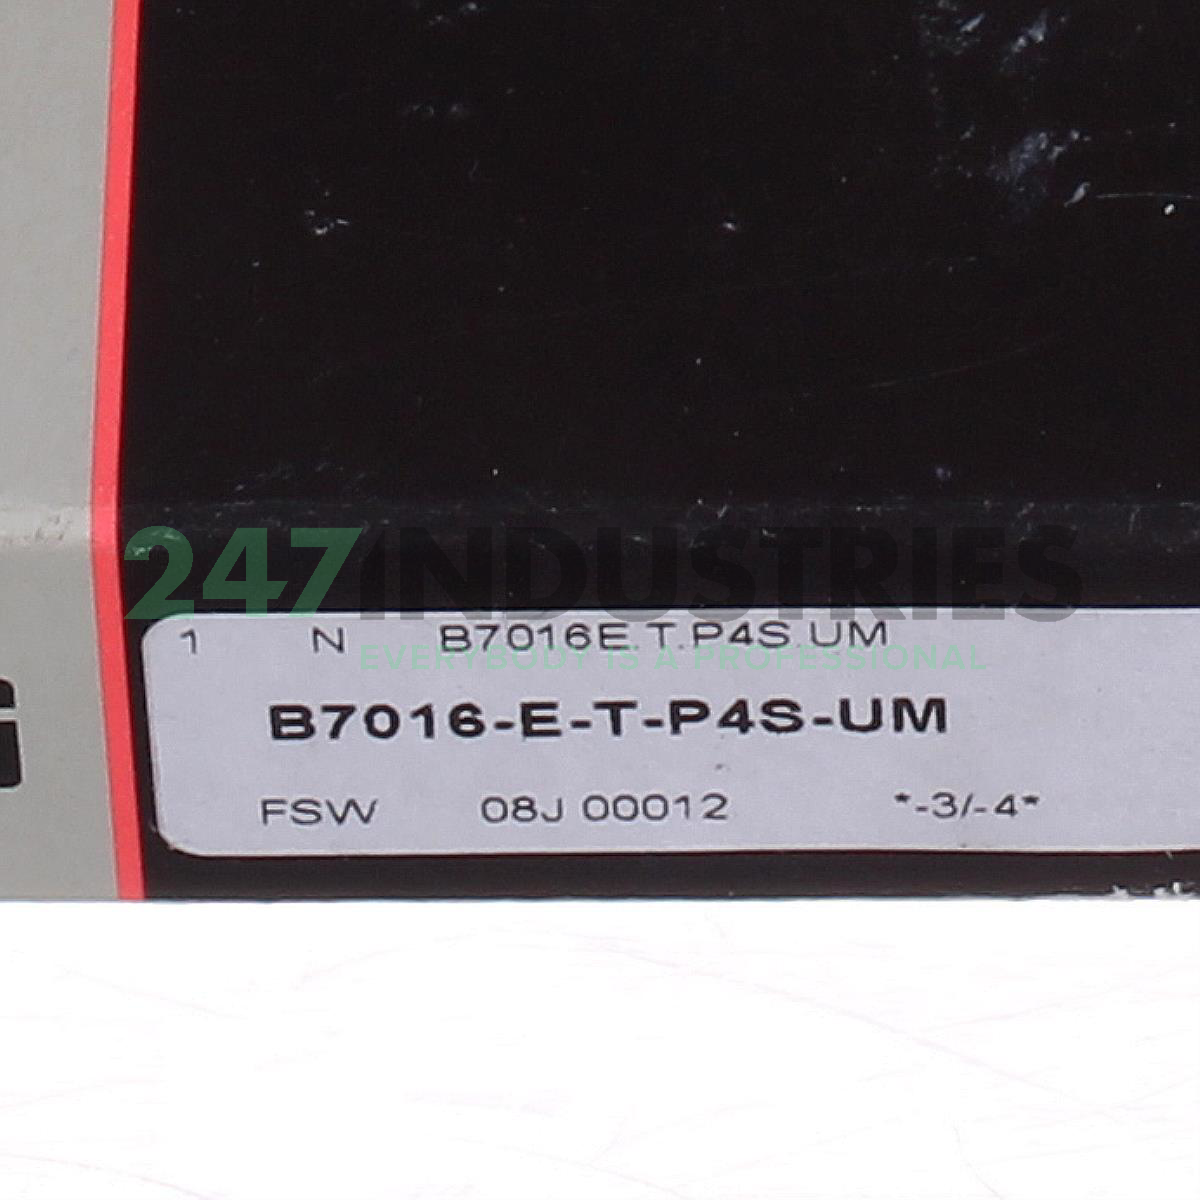 247INDUSTRIES
1 N B7016E.T.P4S.UM
EVERYBODY IS A PROFESSIONAL
B7016-E-T-P4S-UM
FSW 08J 00012 *-3/-4*